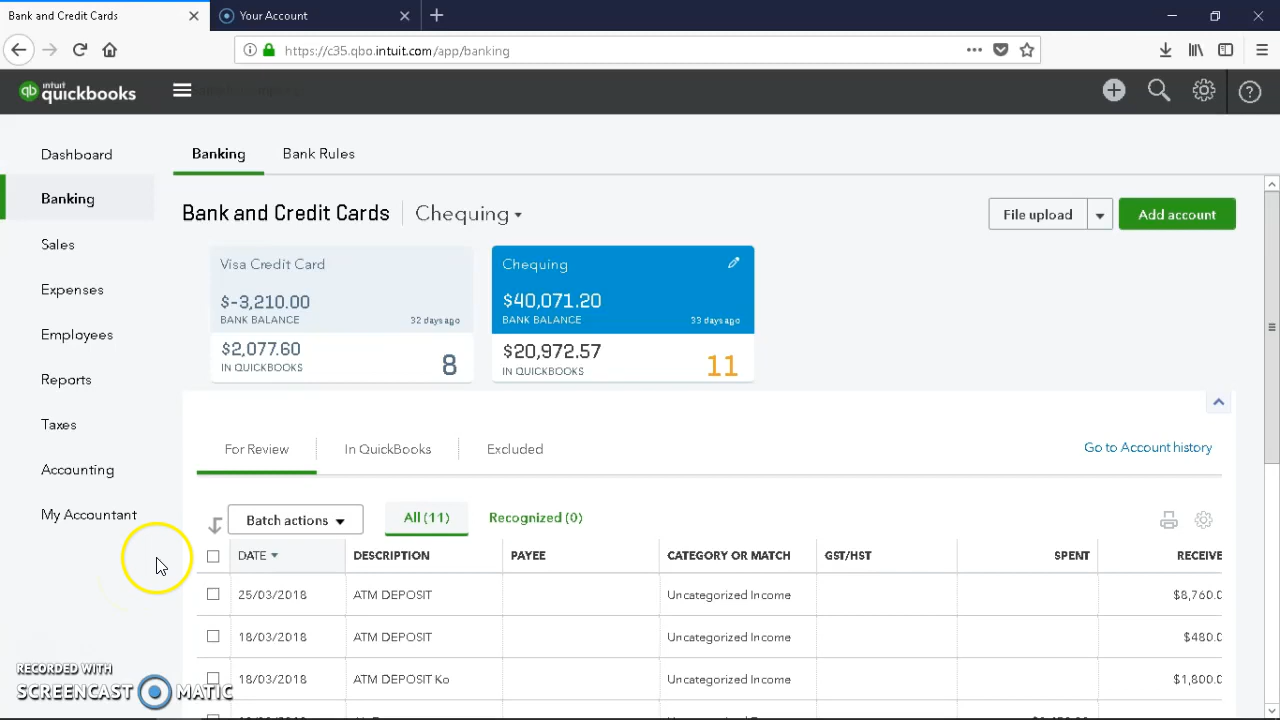 Bank and Credit Cards
Your Account
https://c35.qbo.intuit.com/app/banking
intuit
quickbooks
Dashboard
Banking
Sales
Expenses
Employees
Reports
Taxes
Accounting
My Accountant
Banking
Bank Rules
Bank and Credit Cards
Chequing
File upload
Add account
Visa Credit Card
$-3,210.00
BANK BALANCE
32 days ago
$2,077.60
IN QUICKBOOKS
8
Chequing
$40,071.20
BANK BALANCE
33 days ago
$20,972.57
IN QUICKBOOKS
11
For Review
In QuickBooks
Excluded
Go to Account history
Batch actions
All (11)
Recognized (0)
DATE DESCRIPTION PAYEE CATEGORY OR MATCH GST/HST SPENT RECEIVE
25/03/2018 ATM DEPOSIT Uncategorized Income $8,760.0
18/03/2018 ATM DEPOSIT Uncategorized Income $480.0
18/03/2018 ATM DEPOSIT Ko Uncategorized Income $1,800.0
RECORDED WITH
SCREENCAST MATIC